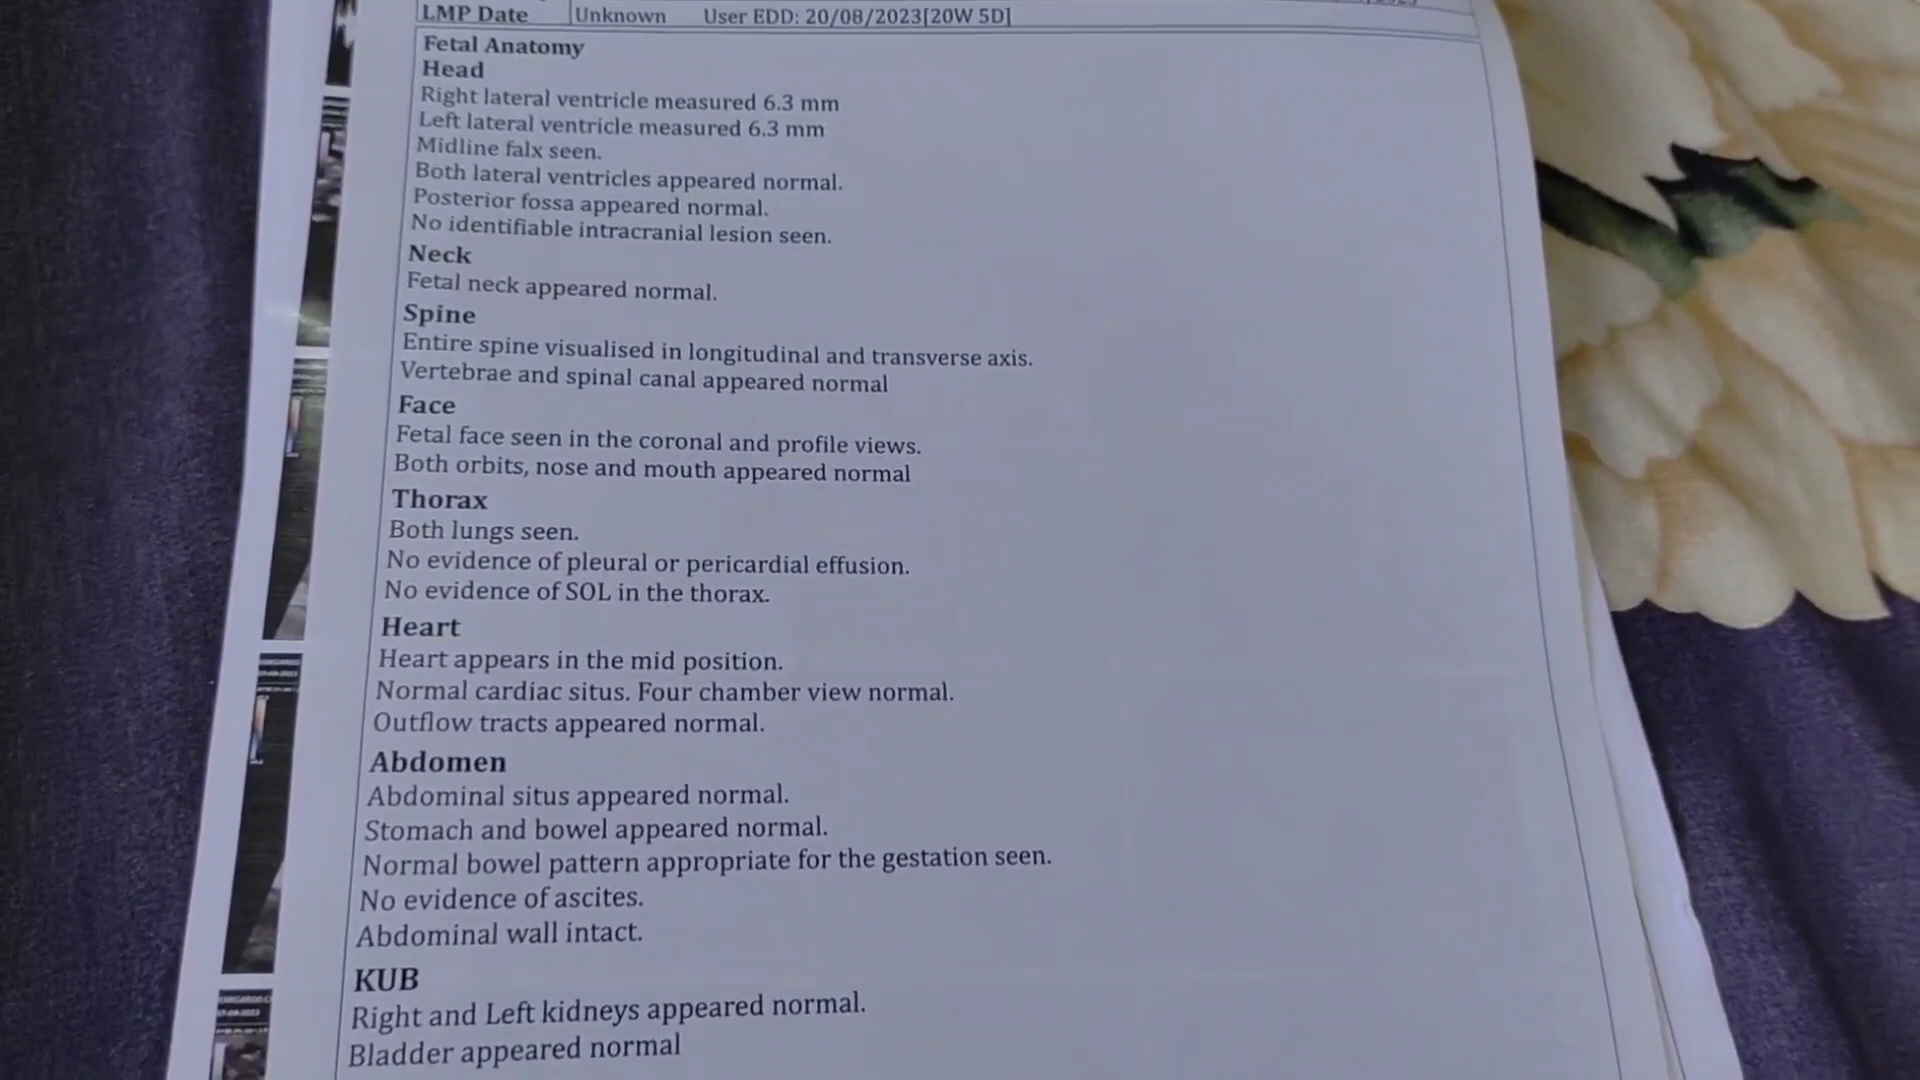 LMP Date Unknown User EDD: 20/08/2023[20W 5D]
Fetal Anatomy
Head
Right lateral ventricle measured 6.3 mm
Left lateral ventricle measured 6.3 mm
Midline falx seen.
Both lateral ventricles appeared normal.
Posterior fossa appeared normal.
No identifiable intracranial lesion seen.
Neck
Fetal neck appeared normal.
Spine
Entire spine visualised in longitudinal and transverse axis.
Vertebrae and spinal canal appeared normal
Face
Fetal face seen in the coronal and profile views.
Both orbits, nose and mouth appeared normal
Thorax
Both lungs seen.
No evidence of pleural or pericardial effusion.
No evidence of SOL in the thorax.
Heart
Heart appears in the mid position.
Normal cardiac situs. Four chamber view normal.
Outflow tracts appeared normal.
Abdomen
Abdominal situs appeared normal.
Stomach and bowel appeared normal.
Normal bowel pattern appropriate for the gestation seen.
No evidence of ascites.
Abdominal wall intact.
KUB
Right and Left kidneys appeared normal.
Bladder appeared normal